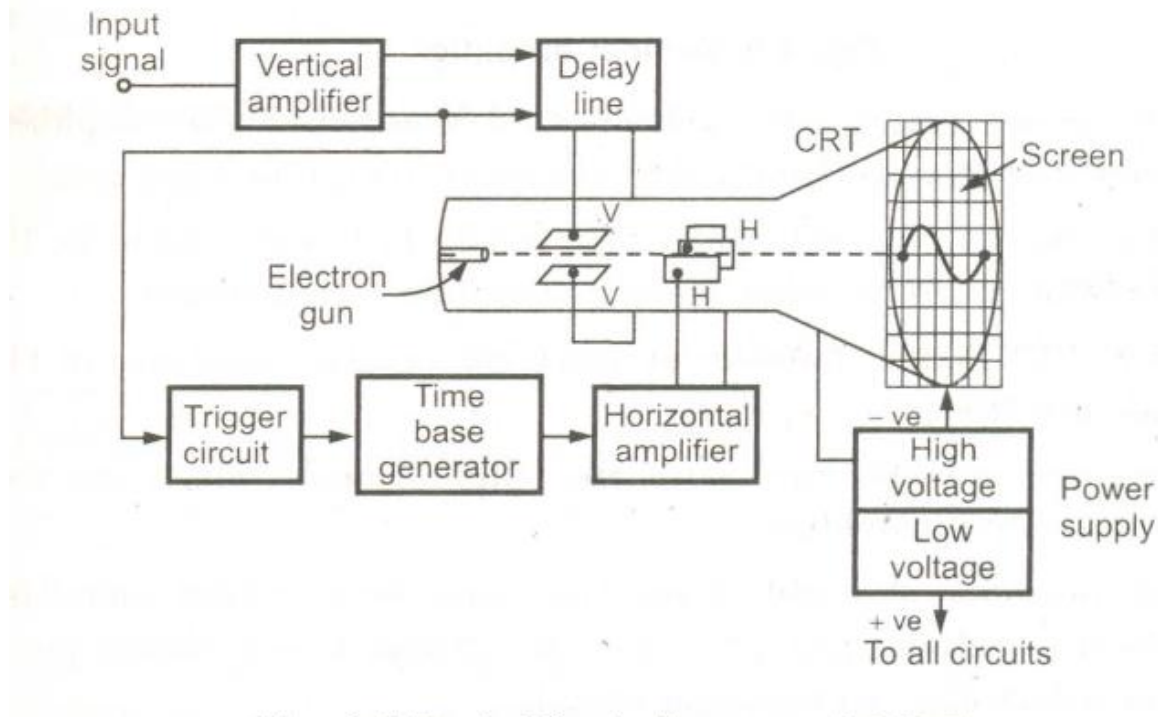 Input
signal
Vertical
amplifier
Delay
line
CRT
Screen
V
H
Electron
gun
V
H
Trigger
circuit
Time
base
generator
Horizontal
amplifier
– ve
High
voltage
Low
voltage
Power
supply
+ ve
To all circuits